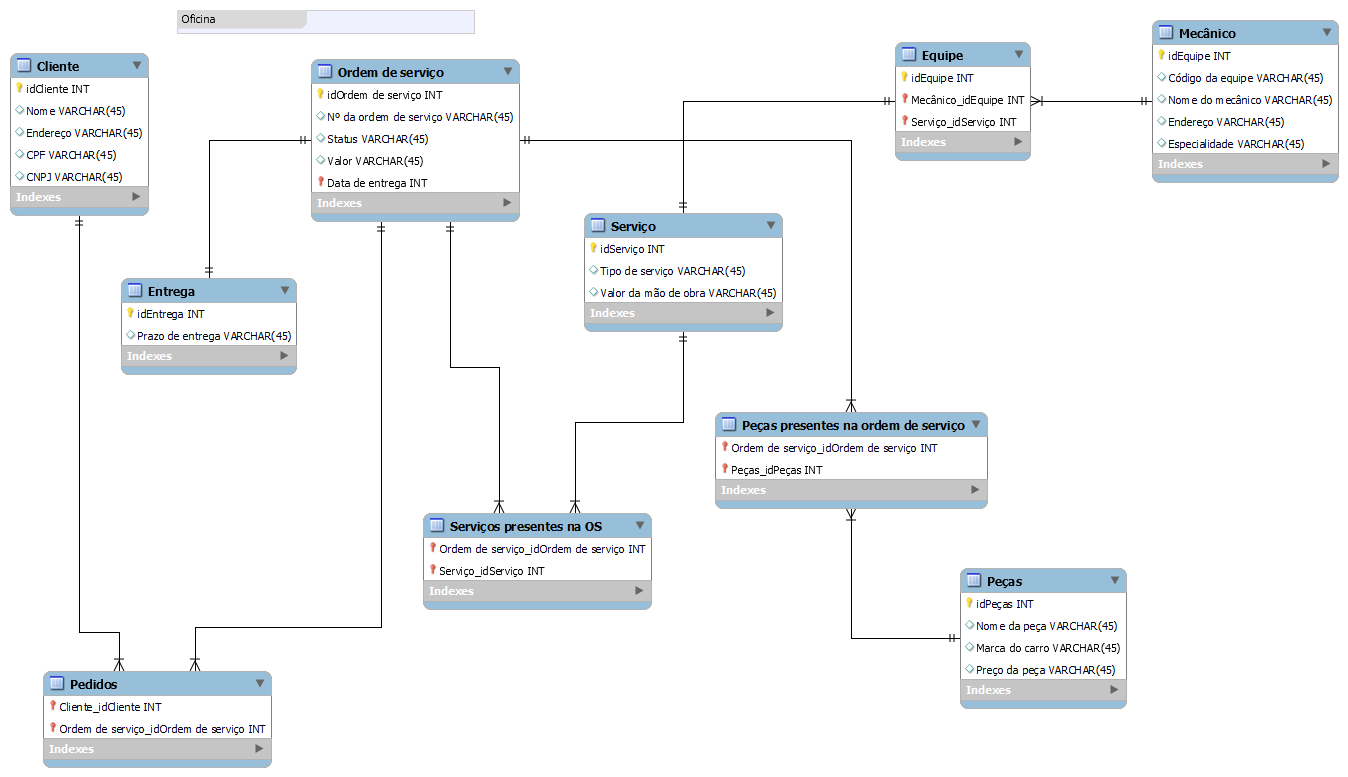 Oficina
Cliente
idCliente INT
Nome VARCHAR(45)
Endereço VARCHAR(45)
CPF VARCHAR(45)
CNPJ VARCHAR(45)
Indexes
Ordem de serviço
idOrdem de serviço INT
Nº da ordem de serviço VARCHAR(45)
Status VARCHAR(45)
Valor VARCHAR(45)
Data de entrega INT
Indexes
Equipe
idEquipe INT
Mecânico_idEquipe INT
Serviço_idServiço INT
Indexes
Mecânico
idEquipe INT
Código da equipe VARCHAR(45)
Nome do mecânico VARCHAR(45)
Endereço VARCHAR(45)
Especialidade VARCHAR(45)
Indexes
Serviço
idServiço INT
Tipo de serviço VARCHAR(45)
Valor da mão de obra VARCHAR(45)
Indexes
Entrega
idEntrega INT
Prazo de entrega VARCHAR(45)
Indexes
Peças presentes na ordem de serviço
Ordem de serviço_idOrdem de serviço INT
Peças_idPeças INT
Indexes
Serviços presentes na OS
Ordem de serviço_idOrdem de serviço INT
Serviço_idServiço INT
Indexes
Peças
idPeças INT
Nome da peça VARCHAR(45)
Marca do carro VARCHAR(45)
Preço da peça VARCHAR(45)
Indexes
Pedidos
Cliente_idCliente INT
Ordem de serviço_idOrdem de serviço INT
Indexes